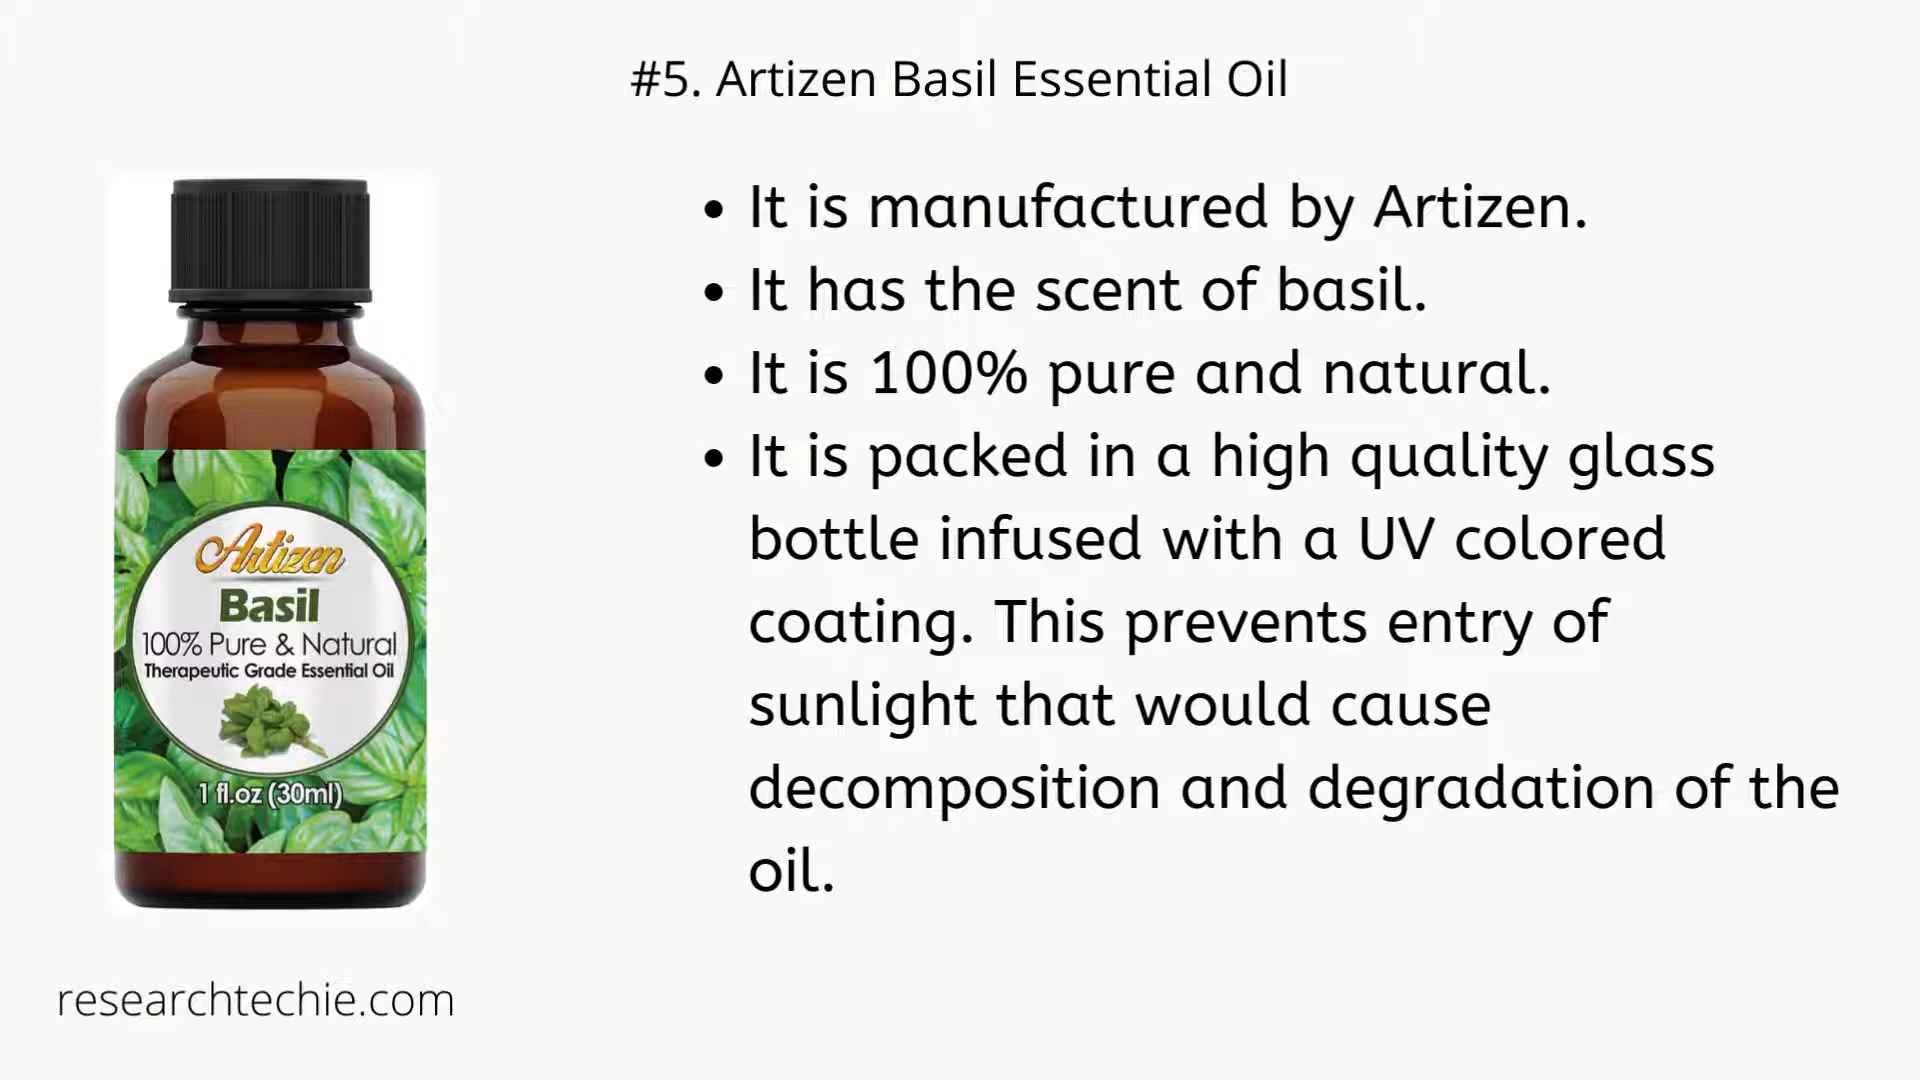 #5. Artizen Basil Essential Oil
• It is manufactured by Artizen.
• It has the scent of basil.
• It is 100% pure and natural.
• It is packed in a high quality glass
bottle infused with a UV colored
coating. This prevents entry of
sunlight that would cause
decomposition and degradation of the
oil.
Artizen
Basil
100% Pure & Natural
Therapeutic Grade Essential Oil
1 fl.oz (30ml)
researchtechie.com